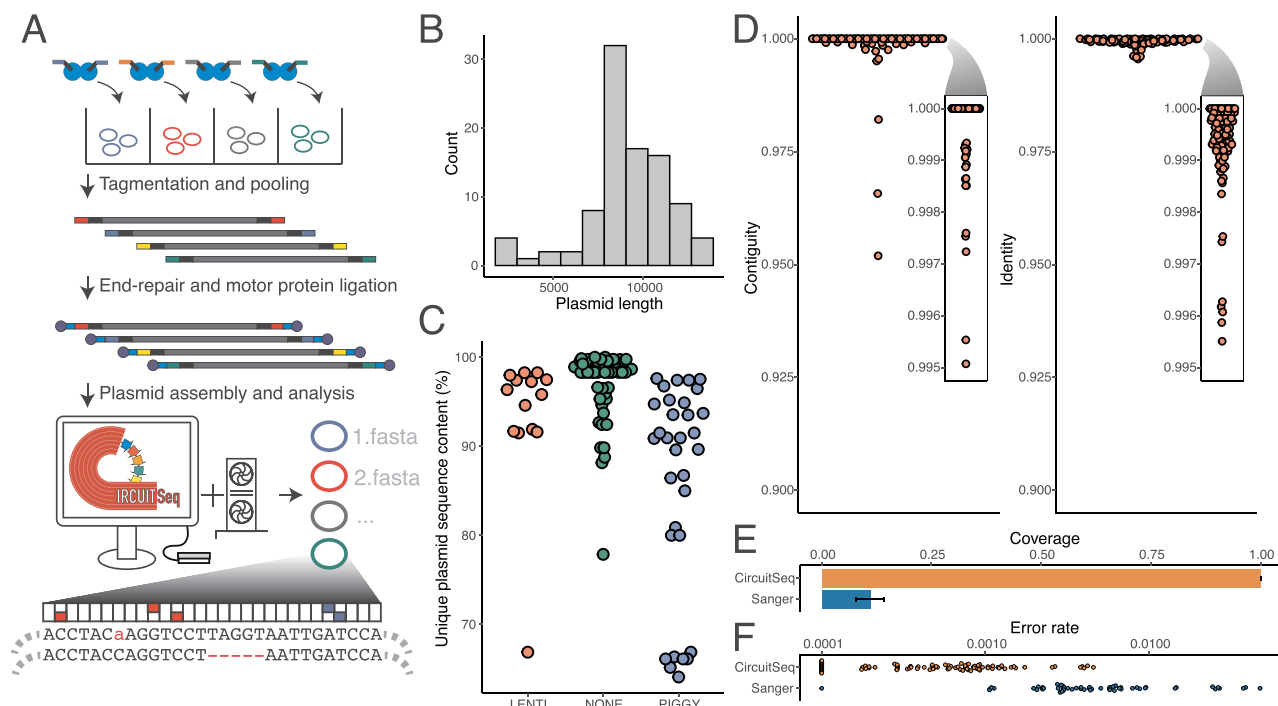 A
Tagmentation and pooling
End-repair and motor protein ligation
Plasmid assembly and analysis
IRCUITSeq
1.fasta
2.fasta
...
ACCTACaAGGTCCTTAGGTAATTGATCCA
ACCTACCAGGTCCT-----AATTGATCCA
B
Count
30
20
10
0
5000
10000
Plasmid length
C
Unique plasmid sequence content (%)
100
90
80
70
LENTI
NONE
PIGGY
D
Contiguity
1.000
0.975
0.950
0.925
0.900
1.000
0.999
0.998
0.997
0.996
0.995
Identity
1.000
0.975
0.950
0.925
0.900
1.000
0.999
0.998
0.997
0.996
0.995
E
Coverage
0.00
0.25
0.50
0.75
1.00
CircuitSeq
Sanger
F
Error rate
0.0001
0.0010
0.0100
CircuitSeq
Sanger